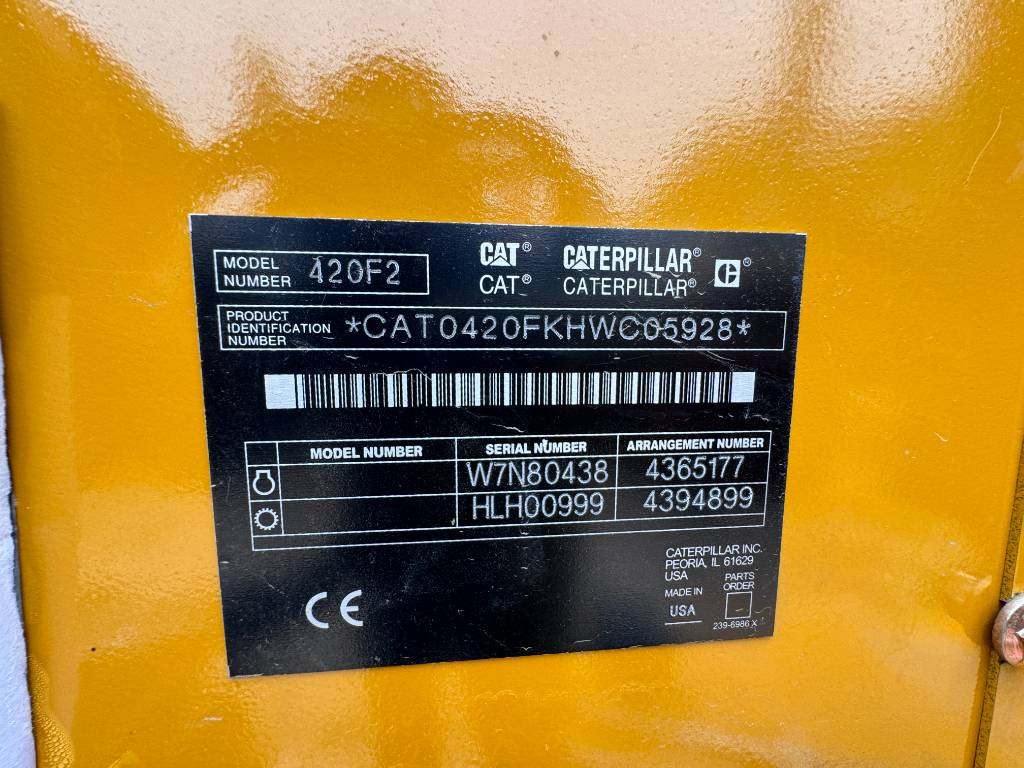 CAT® CATERPILLAR® C®
MODEL NUMBER 420F2
CAT® CATERPILLAR®
PRODUCT IDENTIFICATION NUMBER *CAT0420FKHWC05928*
MODEL NUMBER SERIAL NUMBER ARRANGEMENT NUMBER
W7N80438 4365177
HLH00999 4394899
CATERPILLAR INC.
PEORIA, IL 61629
USA
PARTS ORDER
MADE IN
USA
239-6986 X
CE